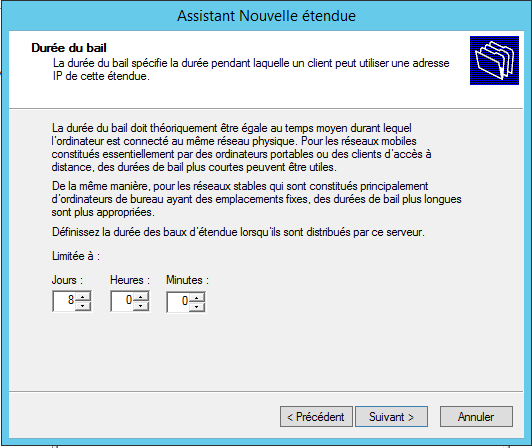 Assistant Nouvelle étendue
Durée du bail
La durée du bail spécifie la durée pendant laquelle un client peut utiliser une adresse
IP de cette étendue.
La durée du bail doit théoriquement être égale au temps moyen durant lequel
l'ordinateur est connecté au même réseau physique. Pour les réseaux mobiles
constitués essentiellement par des ordinateurs portables ou des clients d'accès à
distance, des durées de bail plus courtes peuvent être utiles.
De la même manière, pour les réseaux stables qui sont constitués principalement
d'ordinateurs de bureau ayant des emplacements fixes, des durées de bail plus longues
sont plus appropriées.
Définissez la durée des baux d'étendue lorsqu'ils sont distribués par ce serveur.
Limitée à :
Jours : Heures : Minutes :
8 0 0
< Précédent Suivant > Annuler